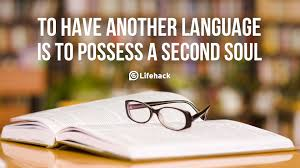 TO HAVE ANOTHER LANGUAGE
IS TO POSSESS A SECOND SOUL
Lifehack